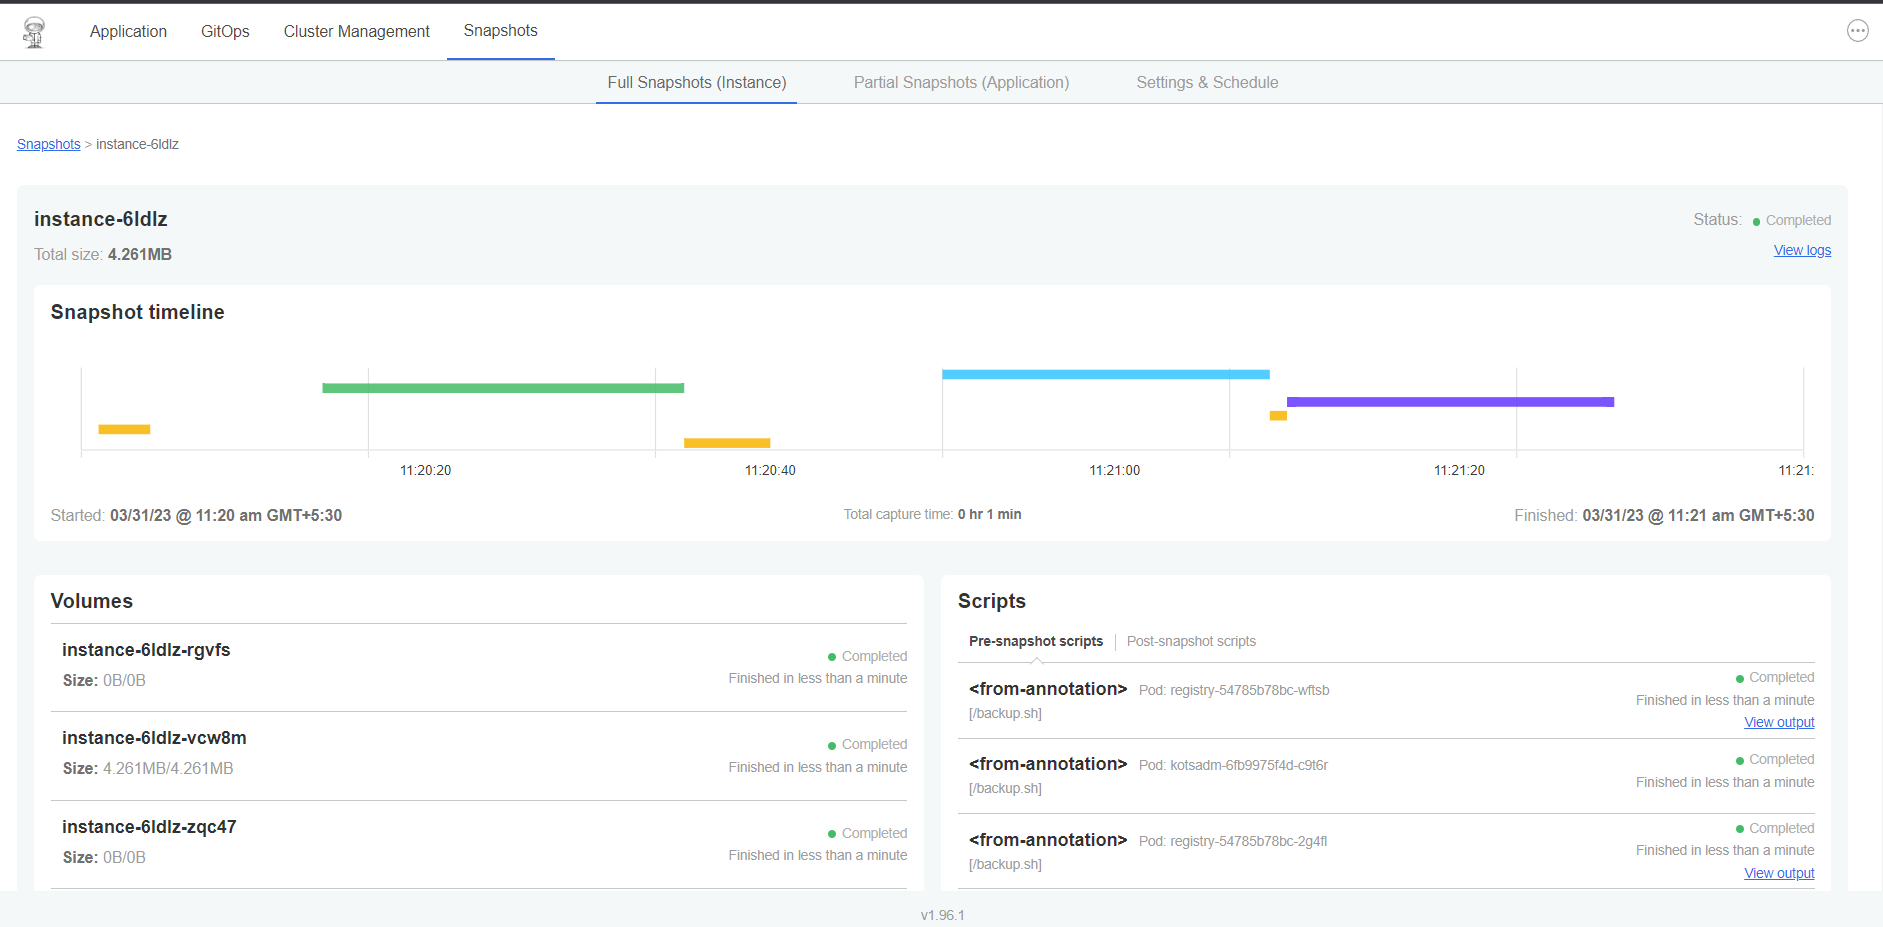 Application GitOps Cluster Management Snapshots
Full Snapshots (Instance) Partial Snapshots (Application) Settings & Schedule
Snapshots > instance-6ldlz
instance-6ldlz
Status: Completed
Total size: 4.261MB
View logs
Snapshot timeline
11:20:20 11:20:40 11:21:00 11:21:20 11:21:
Started: 03/31/23 @ 11:20 am GMT+5:30 Total capture time: 0 hr 1 min Finished: 03/31/23 @ 11:21 am GMT+5:30
Volumes
instance-6ldlz-rgvfs
Completed
Size: 0B/0B
Finished in less than a minute
instance-6ldlz-vcw8m
Completed
Size: 4.261MB/4.261MB
Finished in less than a minute
instance-6ldlz-zqc47
Completed
Size: 0B/0B
Finished in less than a minute
Scripts
Pre-snapshot scripts Post-snapshot scripts
<from-annotation> Pod: registry-54785b78bc-wftsb
[/backup.sh]
Completed
Finished in less than a minute
View output
<from-annotation> Pod: kotsadm-6fb9975f4d-c9t6r
[/backup.sh]
Completed
Finished in less than a minute
<from-annotation> Pod: registry-54785b78bc-2g4fl
[/backup.sh]
Completed
Finished in less than a minute
View output
v1.96.1